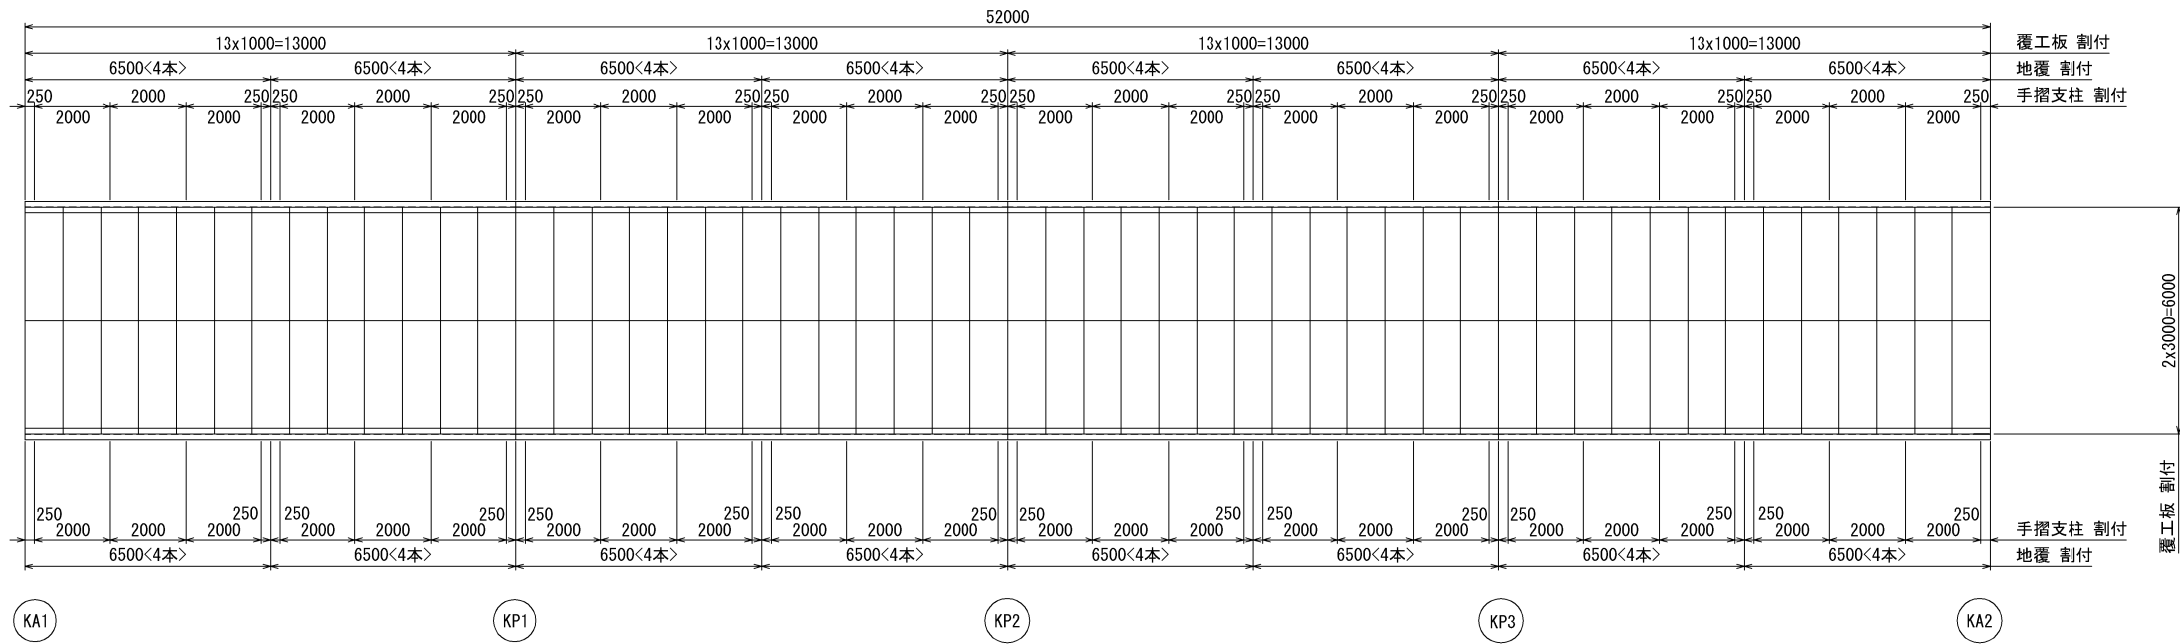 52000
13x1000=13000 13x1000=13000 13x1000=13000 13x1000=13000 覆工板 割付
6500<4本> 6500<4本> 6500<4本> 6500<4本> 6500<4本> 6500<4本> 6500<4本> 6500<4本> 地覆 割付
250 2000 250 250 2000 250 250 2000 250 250 2000 250 250 2000 250 250 2000 250 250 2000 250 250 2000 250 手摺支柱 割付
2000 2000 2000 2000 2000 2000 2000 2000 2000 2000 2000 2000 2000 2000 2000 2000
2x3000=6000
覆工板 割付
250 250 250 250 250 250 250 250 250 250 250 250 250 250 250 250
2000 2000 2000 2000 2000 2000 2000 2000 2000 2000 2000 2000 2000 2000 2000 2000 2000 2000 2000 2000 2000 2000 2000 2000 手摺支柱 割付
6500<4本> 6500<4本> 6500<4本> 6500<4本> 6500<4本> 6500<4本> 6500<4本> 6500<4本> 地覆 割付
KA1 KP1 KP2 KP3 KA2